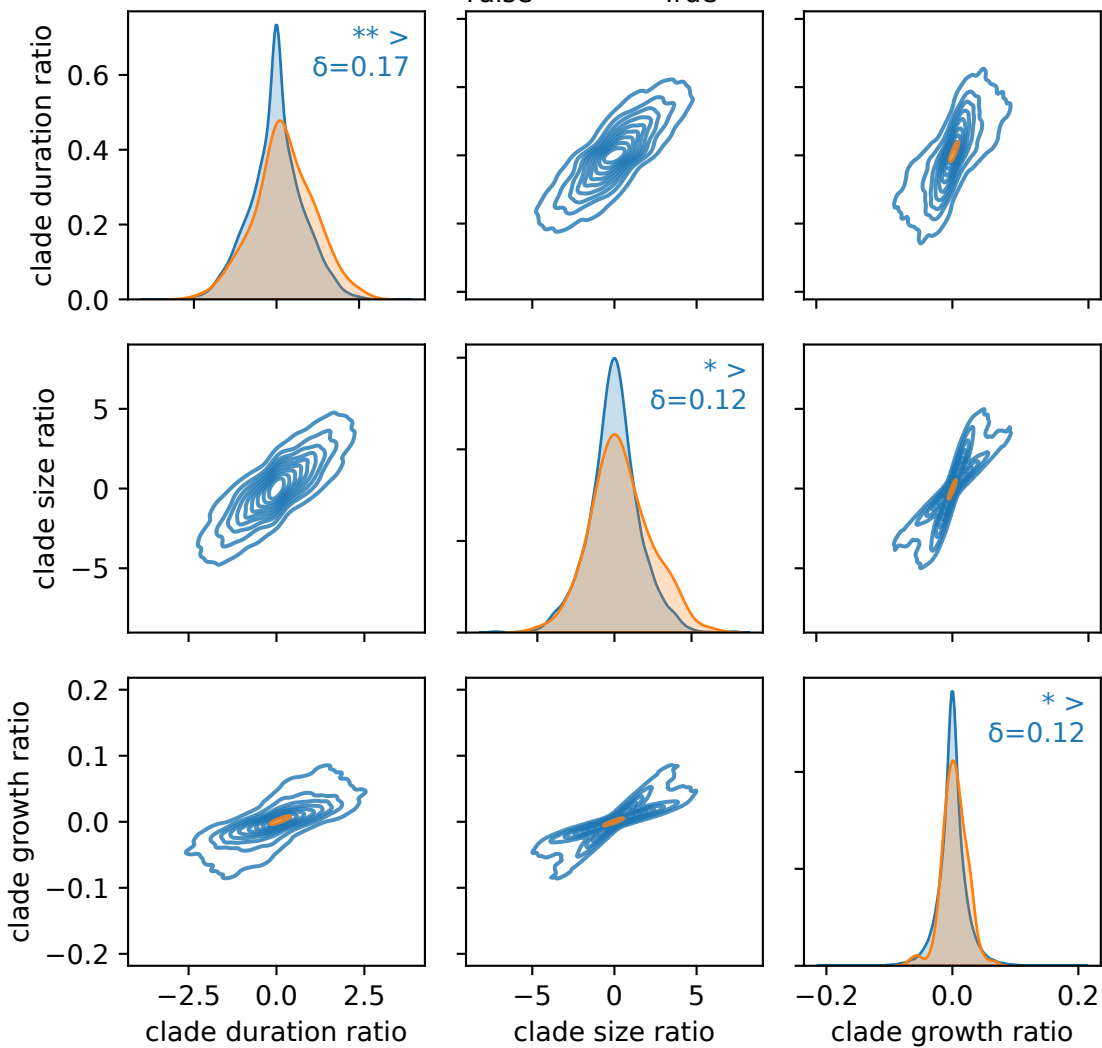 False True
clade duration ratio
0.6
0.4
0.2
0.0
** >
δ=0.17
clade size ratio
5
0
−5
* >
δ=0.12
clade growth ratio
0.2
0.1
0.0
−0.1
−0.2
* >
δ=0.12
−2.5 0.0 2.5
−5 0 5
−0.2 0.0 0.2
clade duration ratio
clade size ratio
clade growth ratio